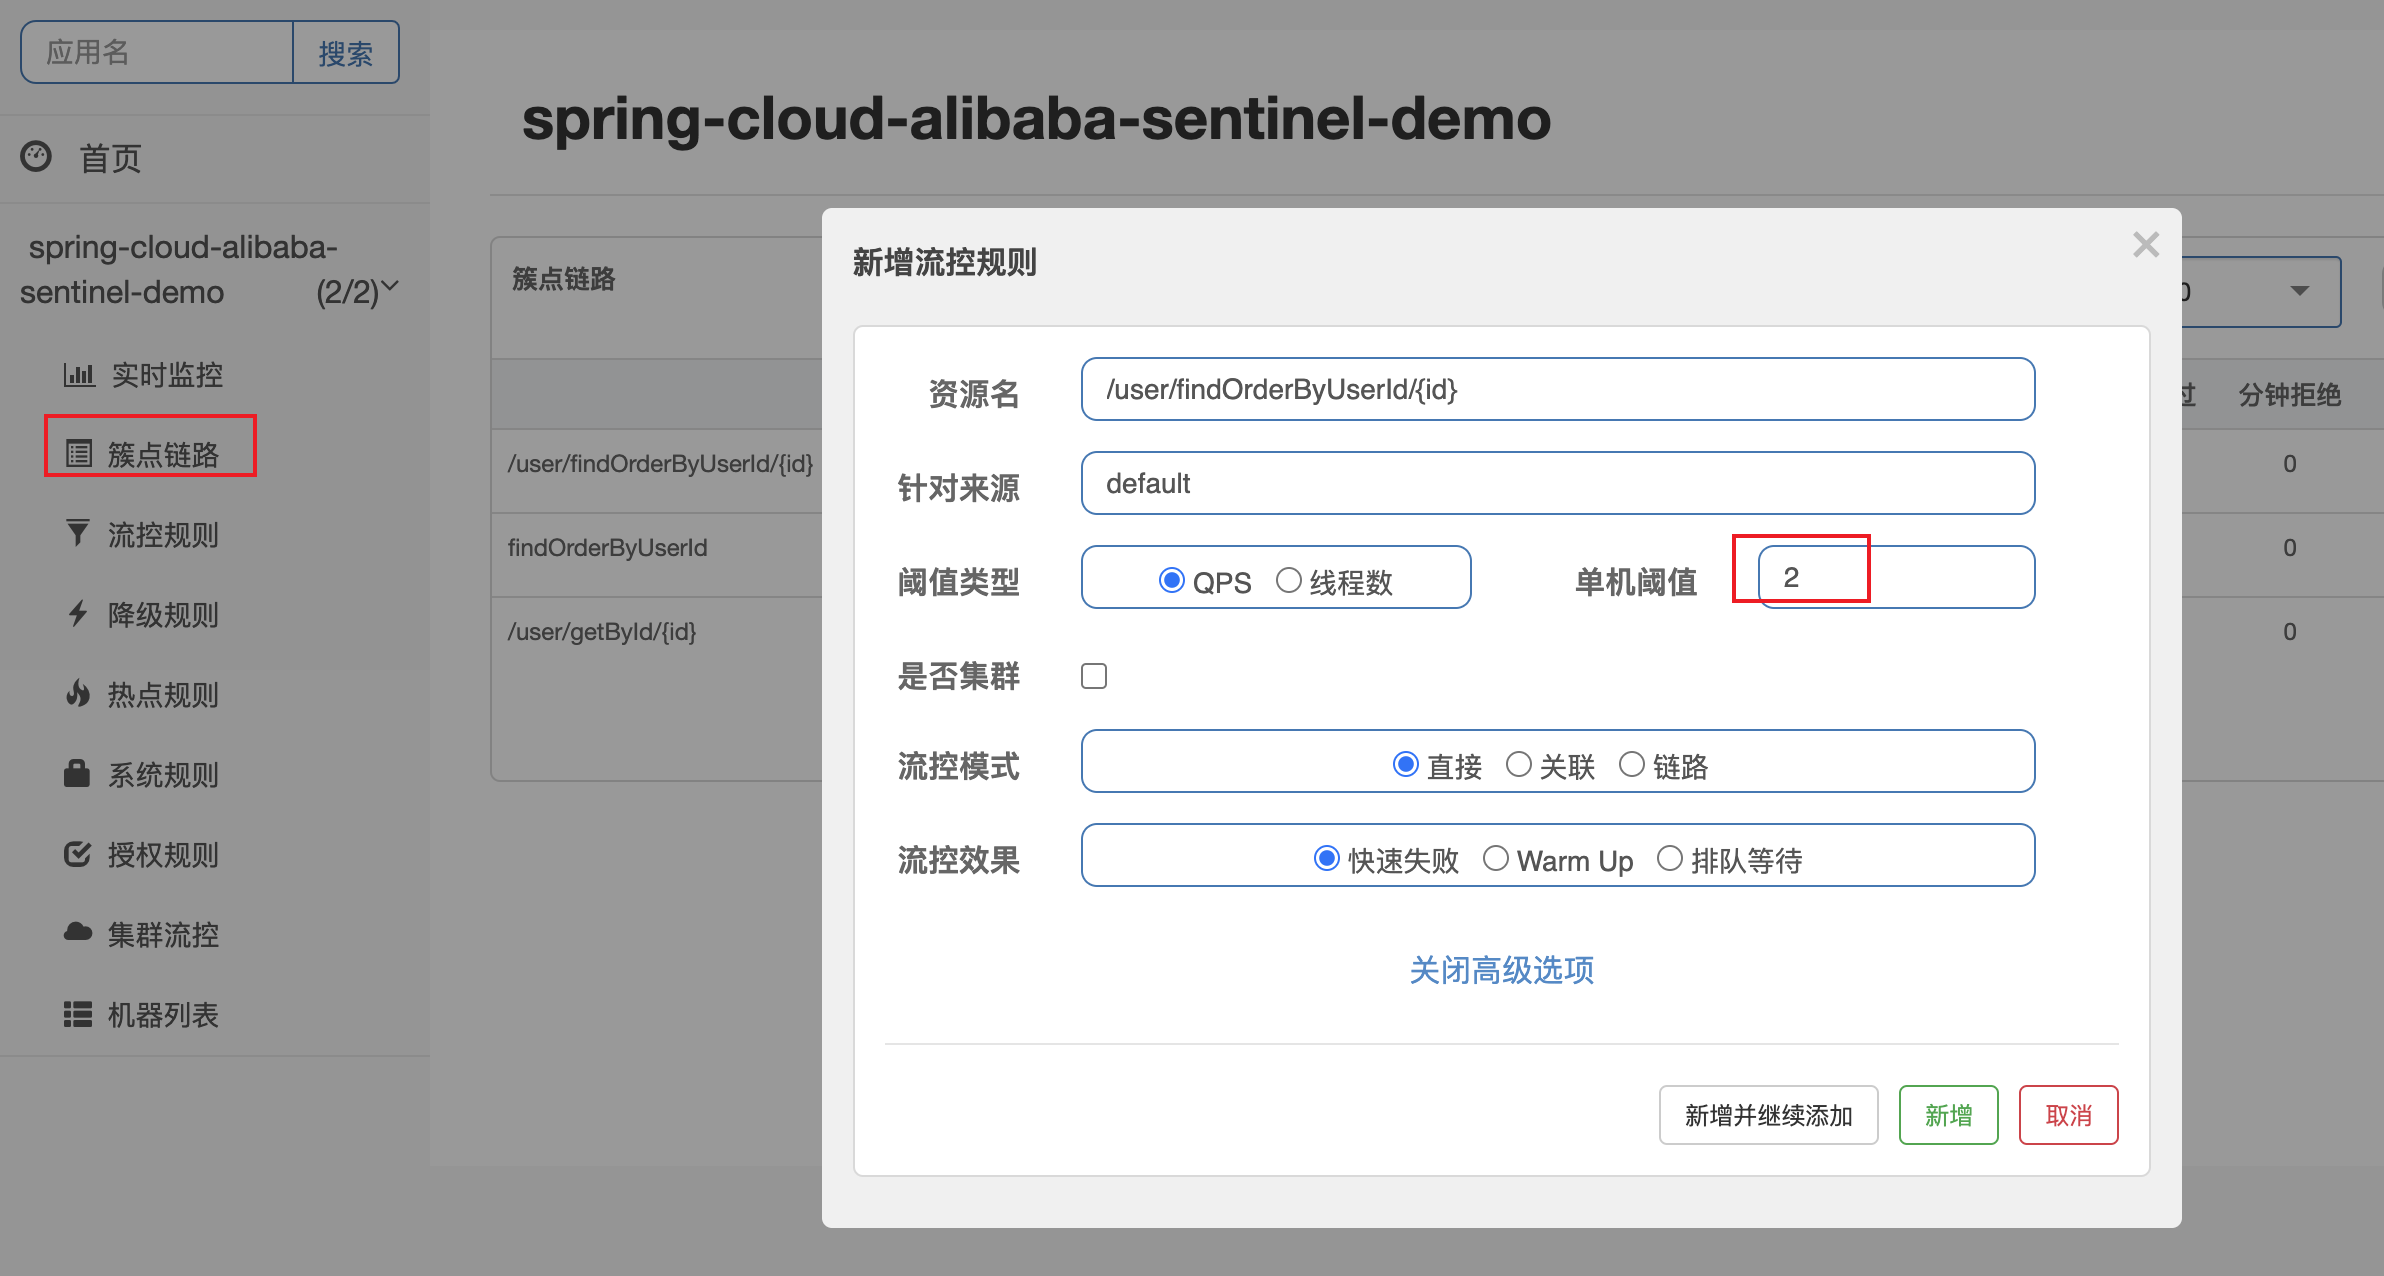 应用名
搜索
首页
spring-cloud-alibaba-
sentinel-demo (2/2)
实时监控
簇点链路
流控规则
降级规则
热点规则
系统规则
授权规则
集群流控
机器列表
spring-cloud-alibaba-sentinel-demo
簇点链路
分钟拒绝
/user/findOrderByUserId/{id}
0
findOrderByUserId
0
/user/getById/{id}
0
新增流控规则
资源名 /user/findOrderByUserId/{id}
针对来源 default
阈值类型 QPS 线程数 单机阈值 2
是否集群
流控模式 直接 关联 链路
流控效果 快速失败 Warm Up 排队等待
关闭高级选项
新增并继续添加 新增 取消